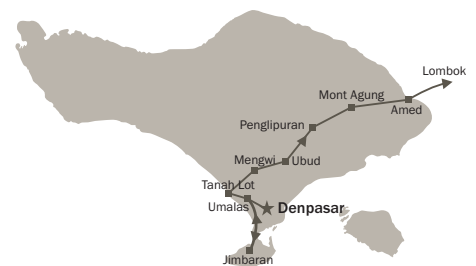 Lombok
Mont Agung
Amed
Penglipuran
Mengwi
Ubud
Tanah Lot
Umalas
Denpasar
Jimbaran